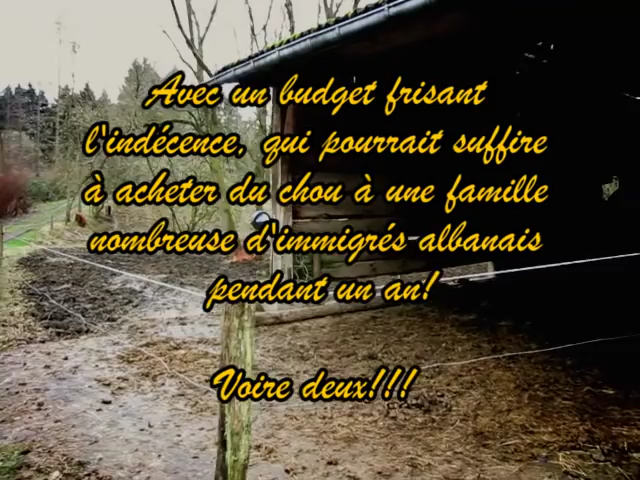 Avec un budget frisant
l'indécence, qui pourrait suffire
à acheter du chou à une famille
nombreuse d'immigrés albanais
pendant un an!
Voire deux!!!